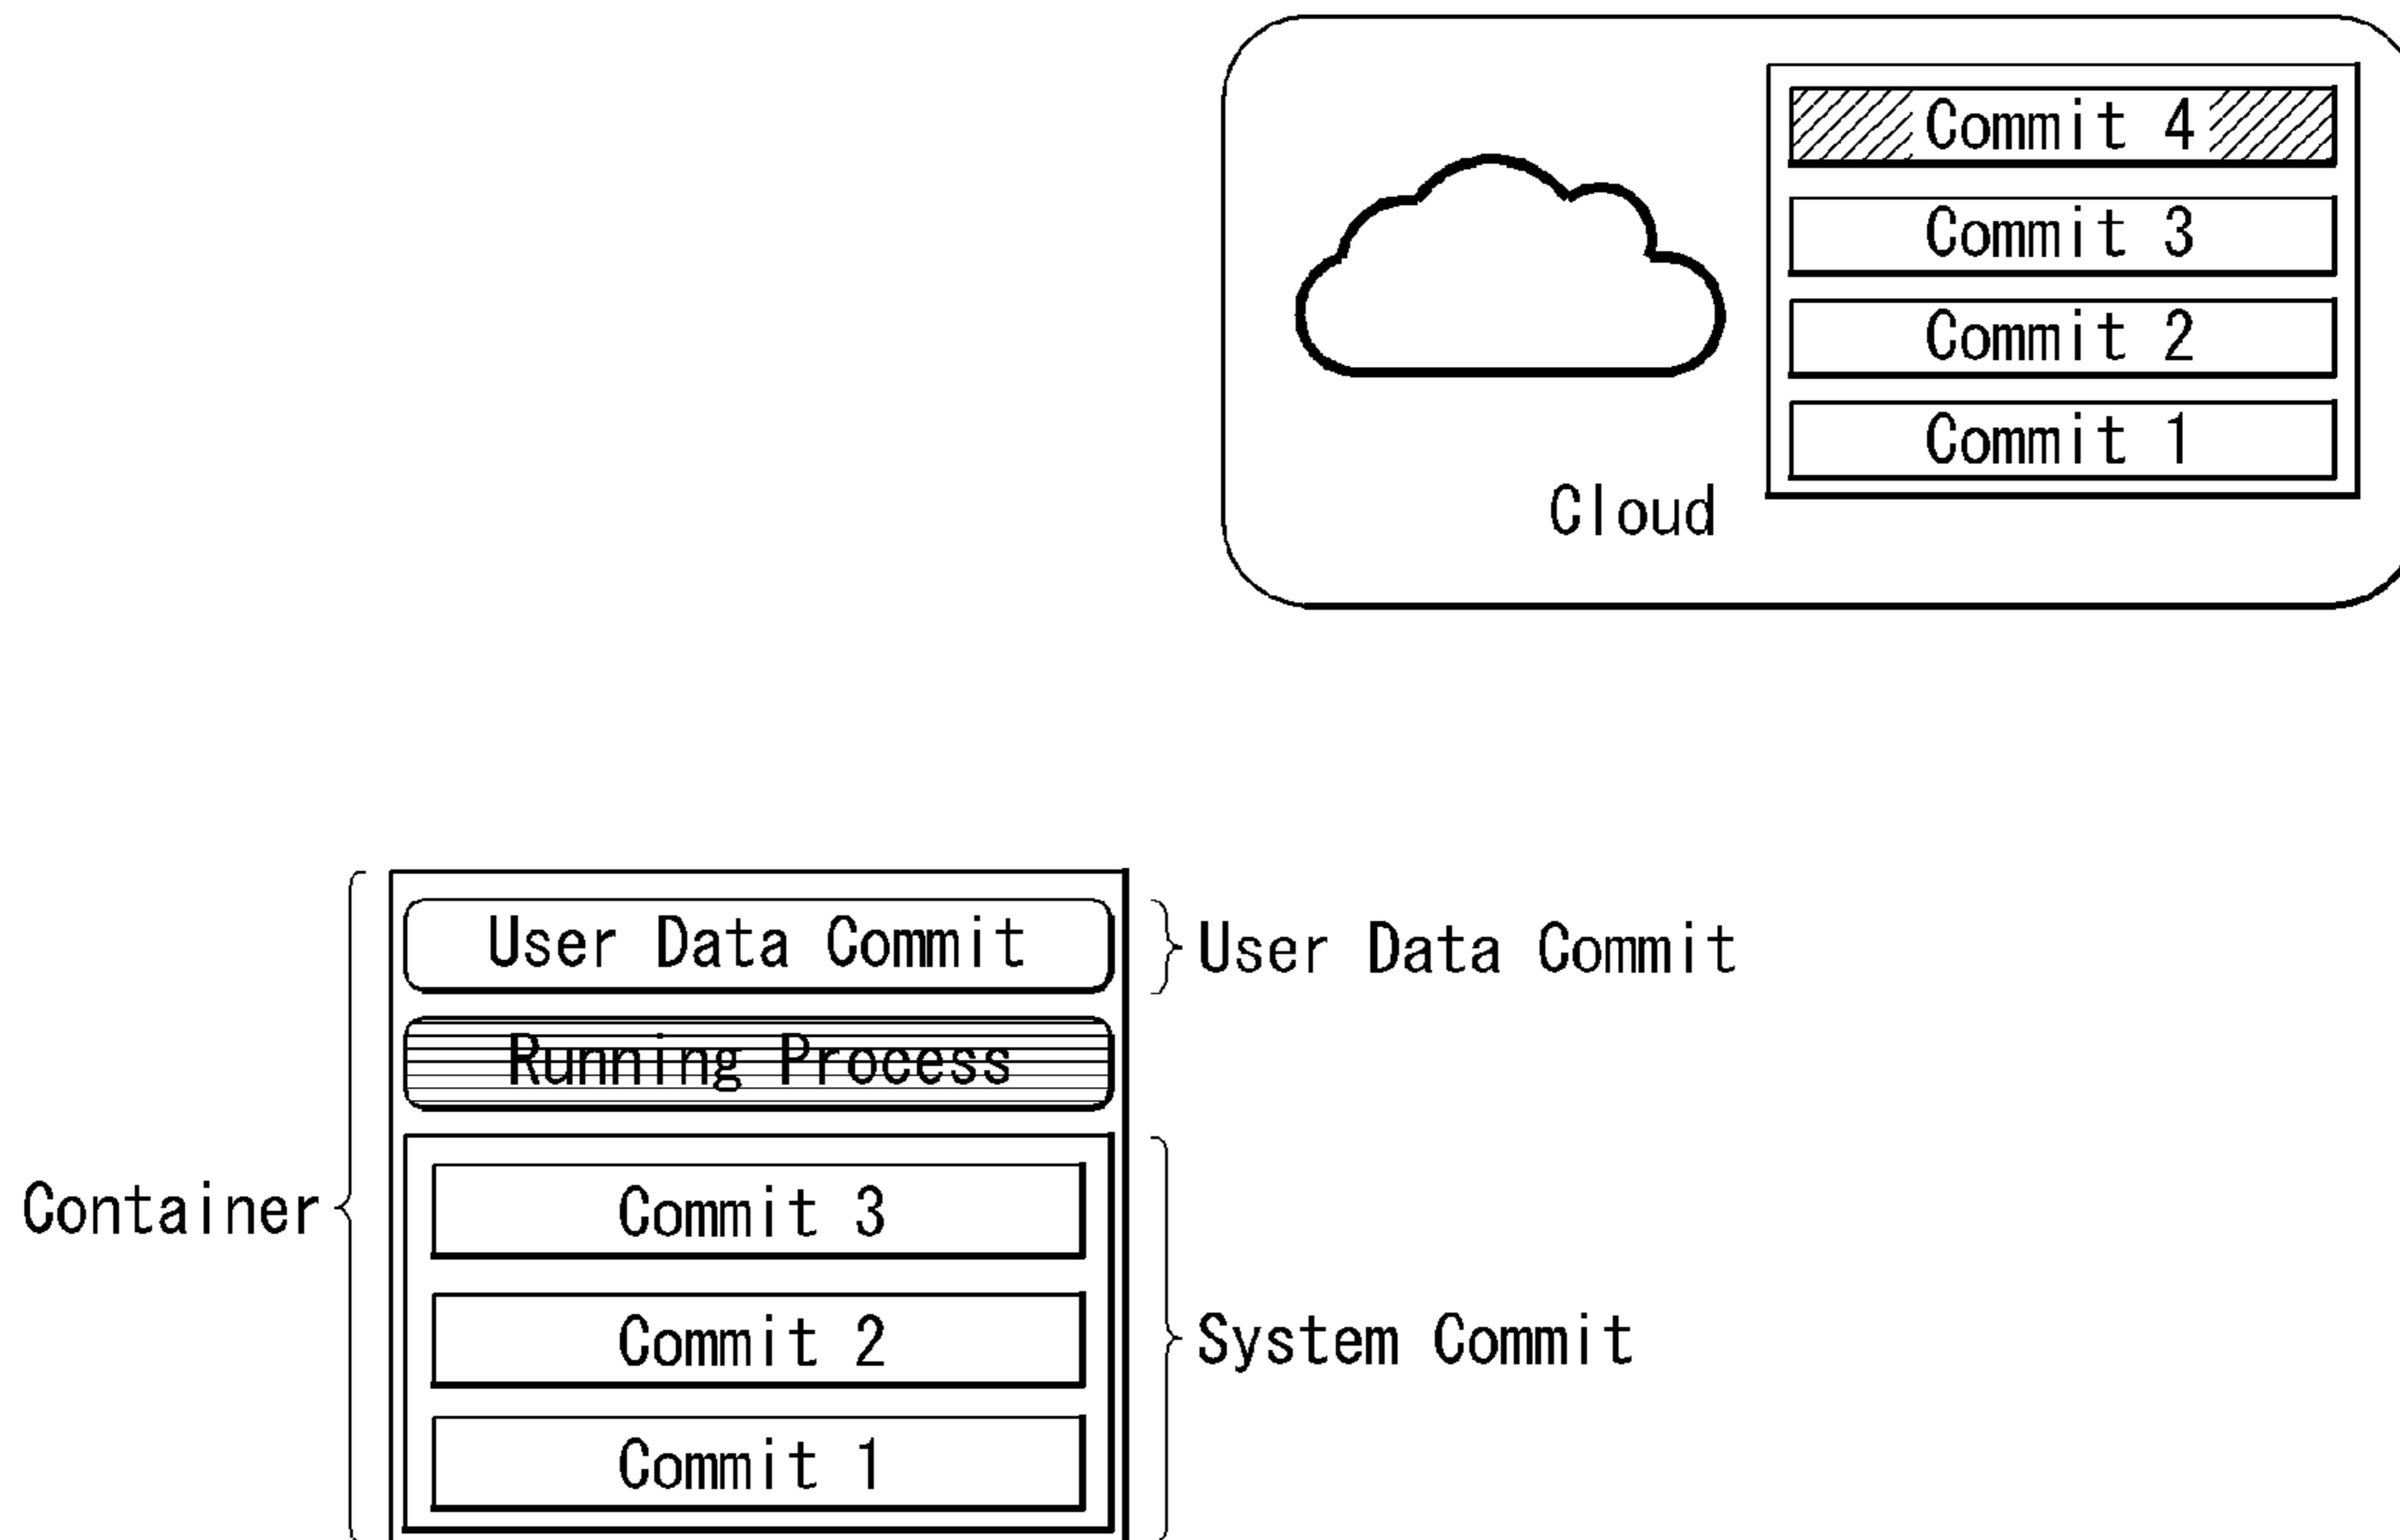 Commit 4
Commit 3
Commit 2
Commit 1
Cloud
User Data Commit
User Data Commit
Running Process
Container
Commit 3
Commit 2
System Commit
Commit 1